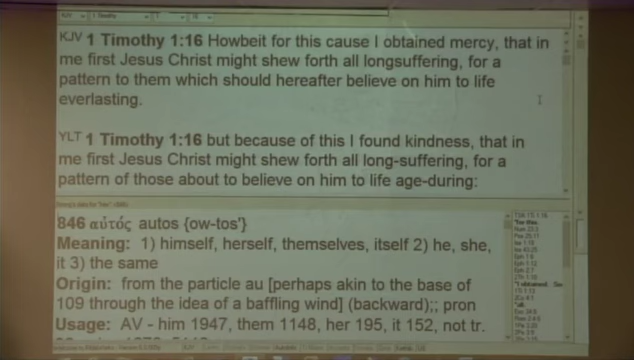 KJV 1 Timothy 1:16 Howbeit for this cause I obtained mercy, that in
me first Jesus Christ might shew forth all longsuffering, for a
pattern to them which should hereafter believe on him to life
everlasting.
YLT 1 Timothy 1:16 but because of this I found kindness, that in
me first Jesus Christ might shew forth all long-suffering, for a
pattern of those about to believe on him to life age-during:
846 αὐτός autos {ow-tos'}
Meaning: 1) himself, herself, themselves, itself 2) he, she,
it 3) the same
Origin: from the particle au [perhaps akin to the base of
109 through the idea of a baffling wind] (backward);; pron
Usage: AV - him 1947, them 1148, her 195, it 152, not tr.